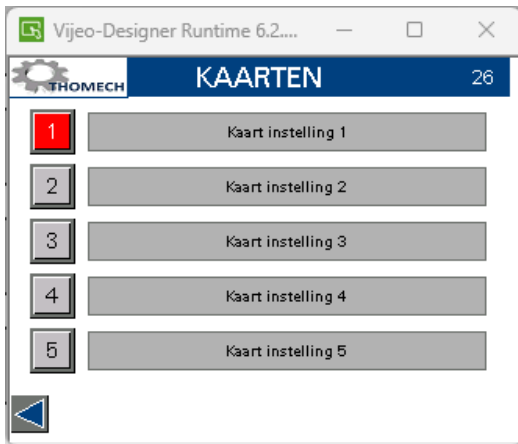 Vijeo-Designer Runtime 6.2....
THOMECH KAARTEN 26
1 Kaart instelling 1
2 Kaart instelling 2
3 Kaart instelling 3
4 Kaart instelling 4
5 Kaart instelling 5